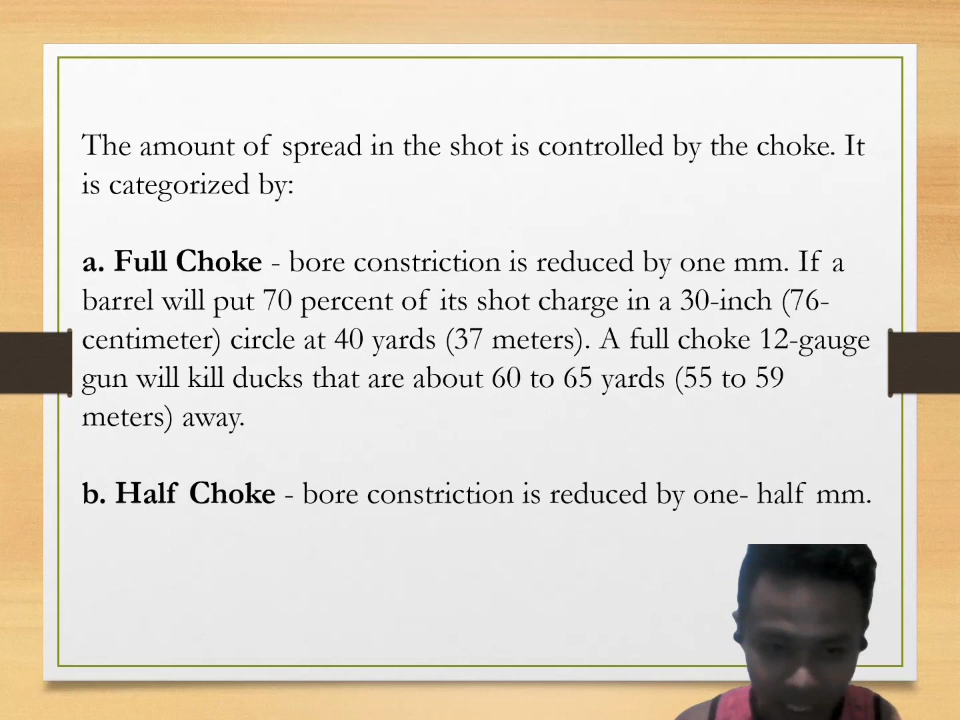 The amount of spread in the shot is controlled by the choke. It
is categorized by:
a. Full Choke - bore constriction is reduced by one mm. If a
barrel will put 70 percent of its shot charge in a 30-inch (76-
centimeter) circle at 40 yards (37 meters). A full choke 12-gauge
gun will kill ducks that are about 60 to 65 yards (55 to 59
meters) away.
b. Half Choke - bore constriction is reduced by one- half mm.